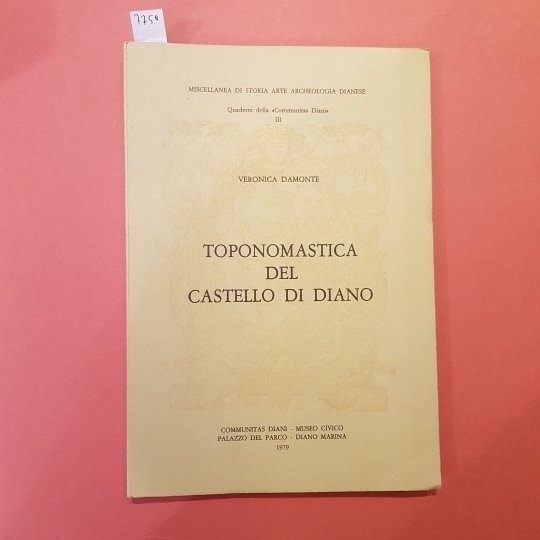 7750
MISCELLANEA DI STORIA ARTE ARCHEOLOGIA DIANESE
Quaderni della «Communitas Diani»
III
VERONICA DAMONTE
TOPONOMASTICA
DEL
CASTELLO DI DIANO
COMMUNITAS DIANI - MUSEO CIVICO
PALAZZO DEL PARCO - DIANO MARINA
1979